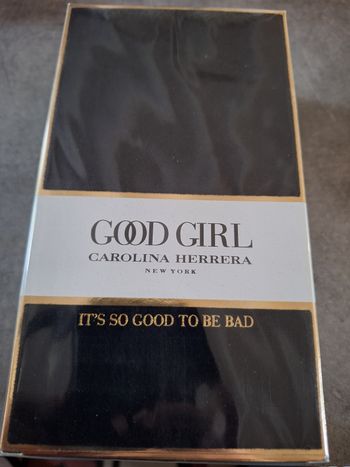 GOOD GIRL
CAROLINA HERRERA
NEW YORK
IT'S SO GOOD TO BE BAD